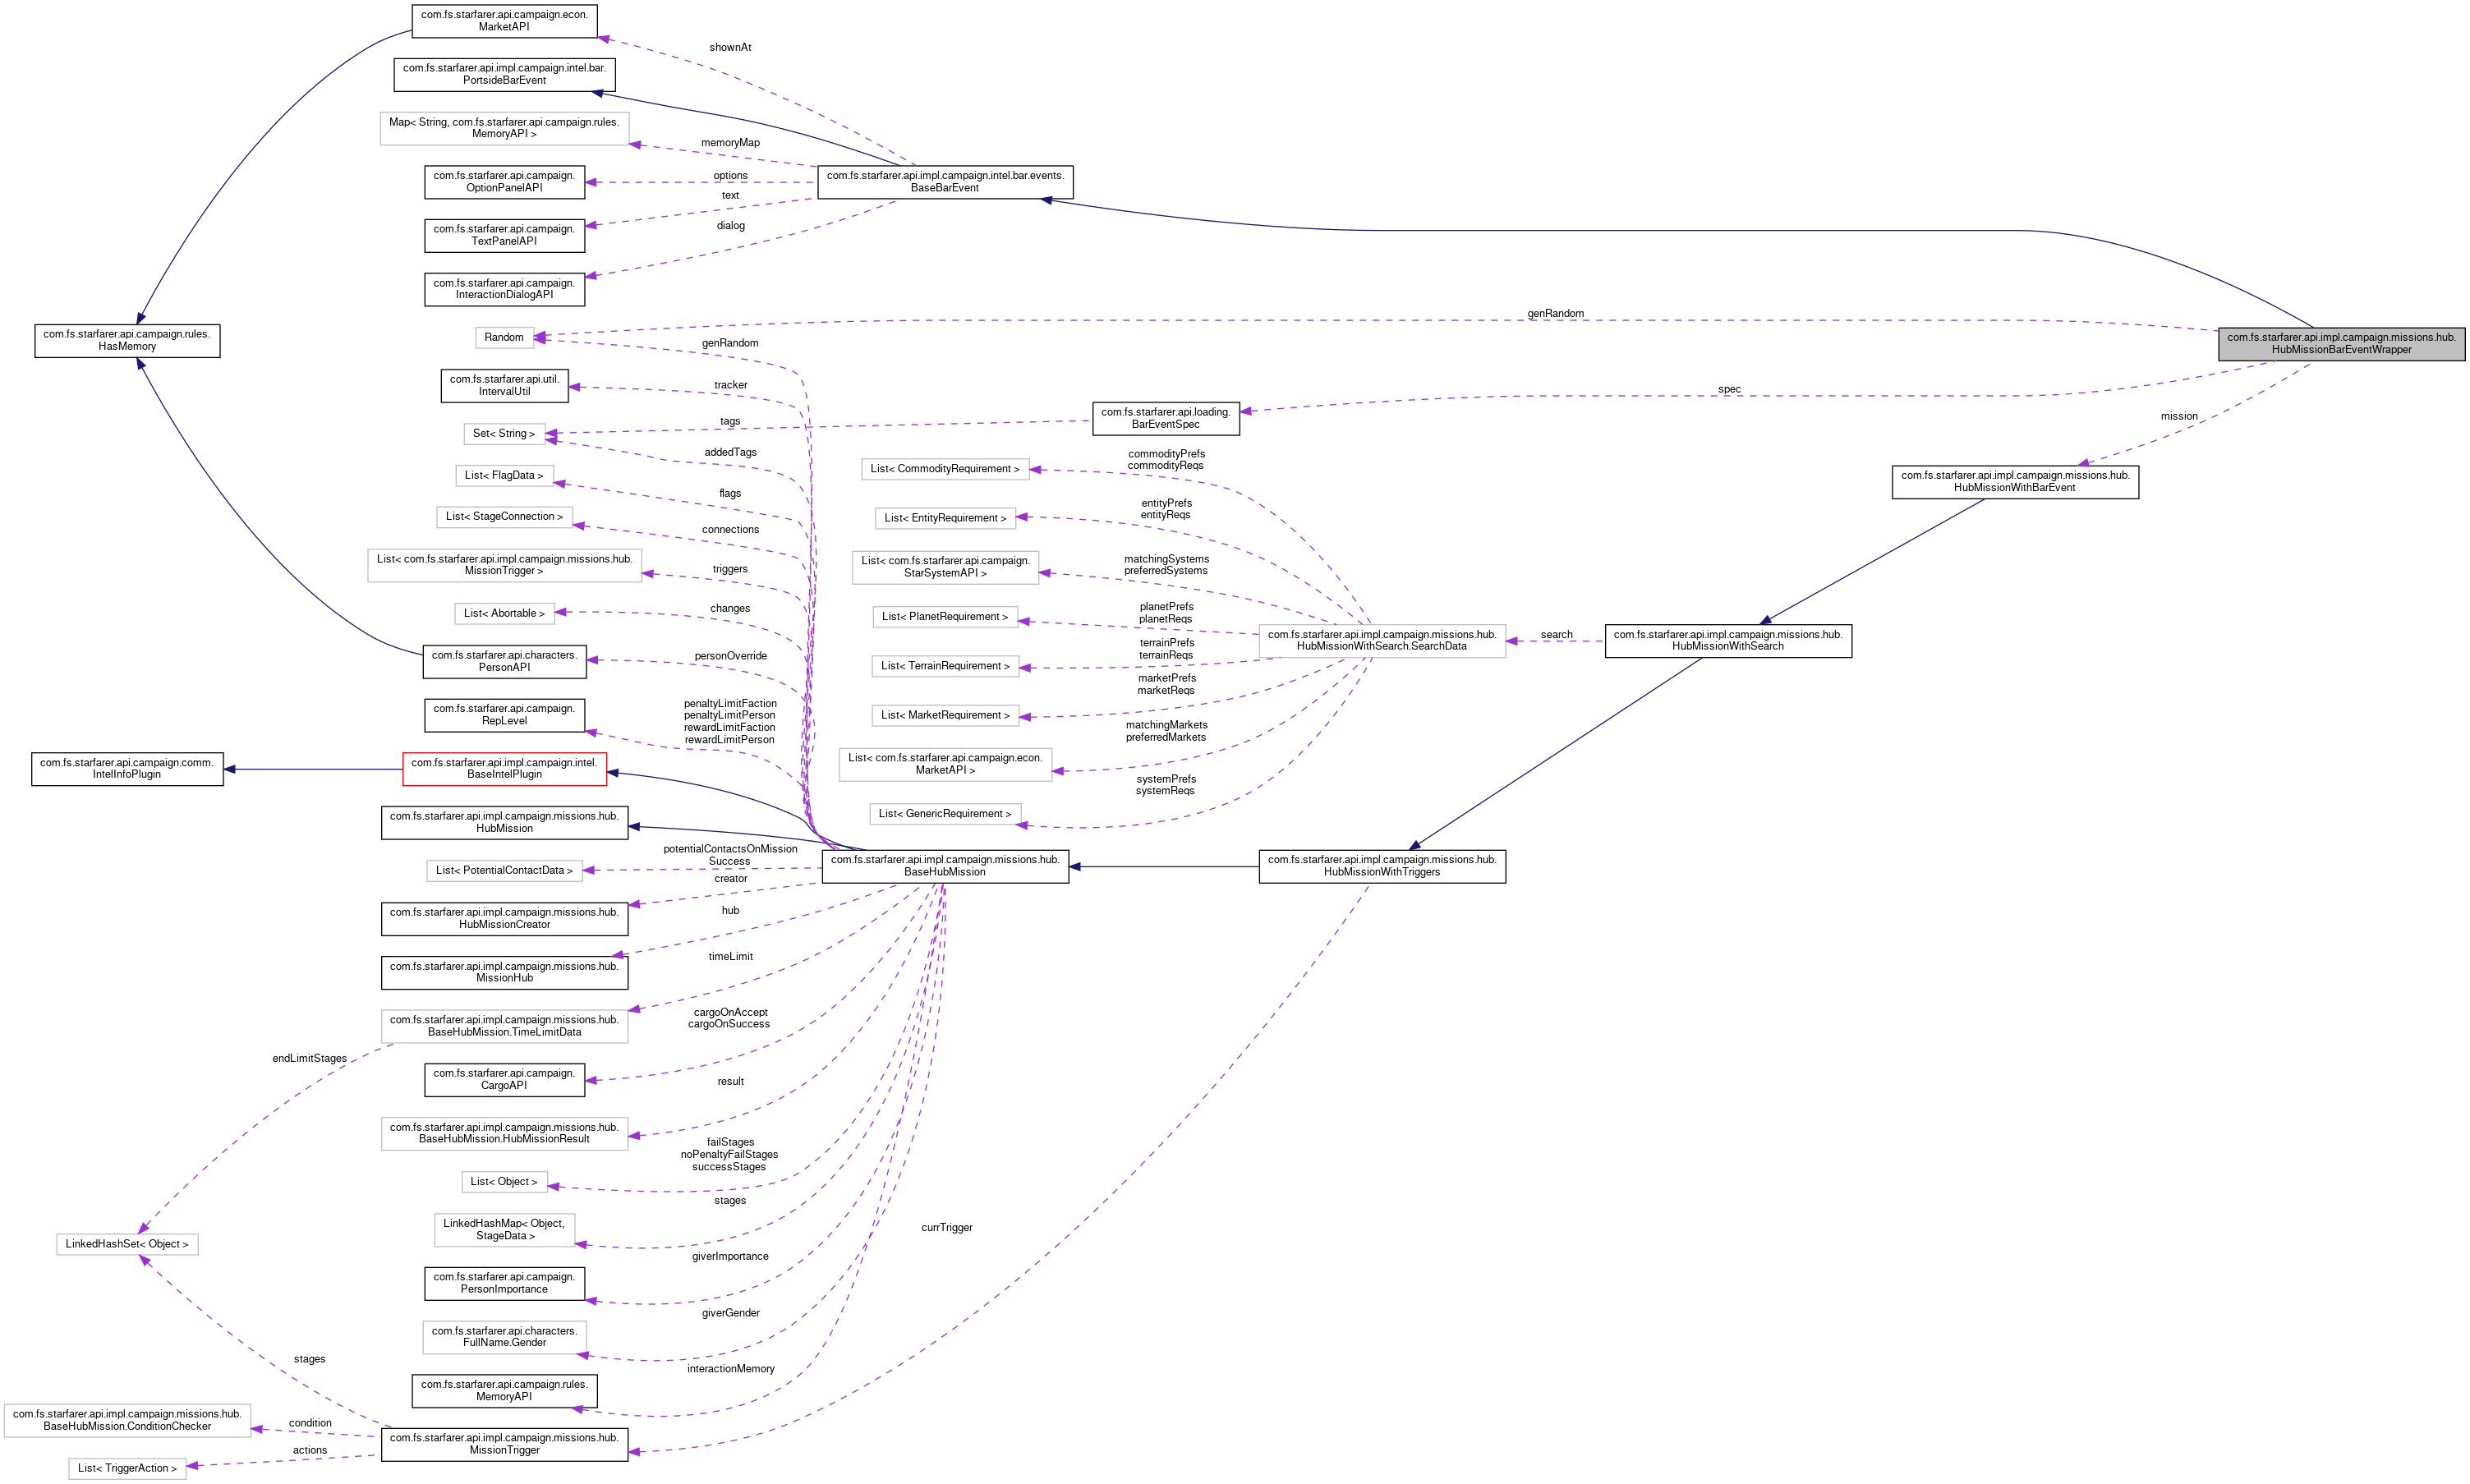 com.fs.starfarer.api.campaign.econ.
MarketAPI
shownAt
com.fs.starfarer.api.impl.campaign.intel.bar.
PortsideBarEvent
Map< String, com.fs.starfarer.api.campaign.rules.
MemoryAPI >
memoryMap
com.fs.starfarer.api.campaign.
OptionPanelAPI
options
com.fs.starfarer.api.impl.campaign.intel.bar.events.
BaseBarEvent
text
com.fs.starfarer.api.campaign.
TextPanelAPI
dialog
com.fs.starfarer.api.campaign.
InteractionDialogAPI
com.fs.starfarer.api.campaign.rules.
HasMemory
Random
genRandom
genRandom
com.fs.starfarer.api.impl.campaign.missions.hub.
HubMissionBarEventWrapper
com.fs.starfarer.api.util.
IntervalUtil
tracker
spec
com.fs.starfarer.api.loading.
BarEventSpec
mission
Set< String >
tags
addedTags
List< FlagData >
flags
List< CommodityRequirement >
commodityPrefs
commodityReqs
com.fs.starfarer.api.impl.campaign.missions.hub.
HubMissionWithBarEvent
List< StageConnection >
connections
List< EntityRequirement >
entityPrefs
entityReqs
List< com.fs.starfarer.api.impl.campaign.missions.hub.
MissionTrigger >
triggers
List< com.fs.starfarer.api.campaign.
StarSystemAPI >
matchingSystems
preferredSystems
List< Abortable >
changes
List< PlanetRequirement >
planetPrefs
planetReqs
com.fs.starfarer.api.impl.campaign.missions.hub.
HubMissionWithSearch.SearchData
search
com.fs.starfarer.api.impl.campaign.missions.hub.
HubMissionWithSearch
com.fs.starfarer.api.characters.
PersonAPI
personOverride
List< TerrainRequirement >
terrainPrefs
terrainReqs
com.fs.starfarer.api.campaign.
RepLevel
penaltyLimitFaction
penaltyLimitPerson
rewardLimitFaction
rewardLimitPerson
List< MarketRequirement >
marketPrefs
marketReqs
com.fs.starfarer.api.campaign.comm.
IntelInfoPlugin
com.fs.starfarer.api.impl.campaign.intel.
BaseIntelPlugin
List< com.fs.starfarer.api.campaign.econ.
MarketAPI >
matchingMarkets
preferredMarkets
com.fs.starfarer.api.impl.campaign.missions.hub.
HubMission
List< GenericRequirement >
systemPrefs
systemReqs
List< PotentialContactData >
potentialContactsOnMission
Success
com.fs.starfarer.api.impl.campaign.missions.hub.
BaseHubMission
com.fs.starfarer.api.impl.campaign.missions.hub.
HubMissionWithTriggers
creator
com.fs.starfarer.api.impl.campaign.missions.hub.
HubMissionCreator
hub
com.fs.starfarer.api.impl.campaign.missions.hub.
MissionHub
timeLimit
com.fs.starfarer.api.impl.campaign.missions.hub.
BaseHubMission.TimeLimitData
cargoOnAccept
cargoOnSuccess
endLimitStages
com.fs.starfarer.api.campaign.
CargoAPI
result
com.fs.starfarer.api.impl.campaign.missions.hub.
BaseHubMission.HubMissionResult
failStages
noPenaltyFailStages
successStages
List< Object >
stages
LinkedHashMap< Object,
StageData >
currTrigger
LinkedHashSet< Object >
giverImportance
com.fs.starfarer.api.campaign.
PersonImportance
giverGender
com.fs.starfarer.api.characters.
FullName.Gender
stages
interactionMemory
com.fs.starfarer.api.campaign.rules.
MemoryAPI
com.fs.starfarer.api.impl.campaign.missions.hub.
BaseHubMission.ConditionChecker
condition
com.fs.starfarer.api.impl.campaign.missions.hub.
MissionTrigger
actions
List< TriggerAction >